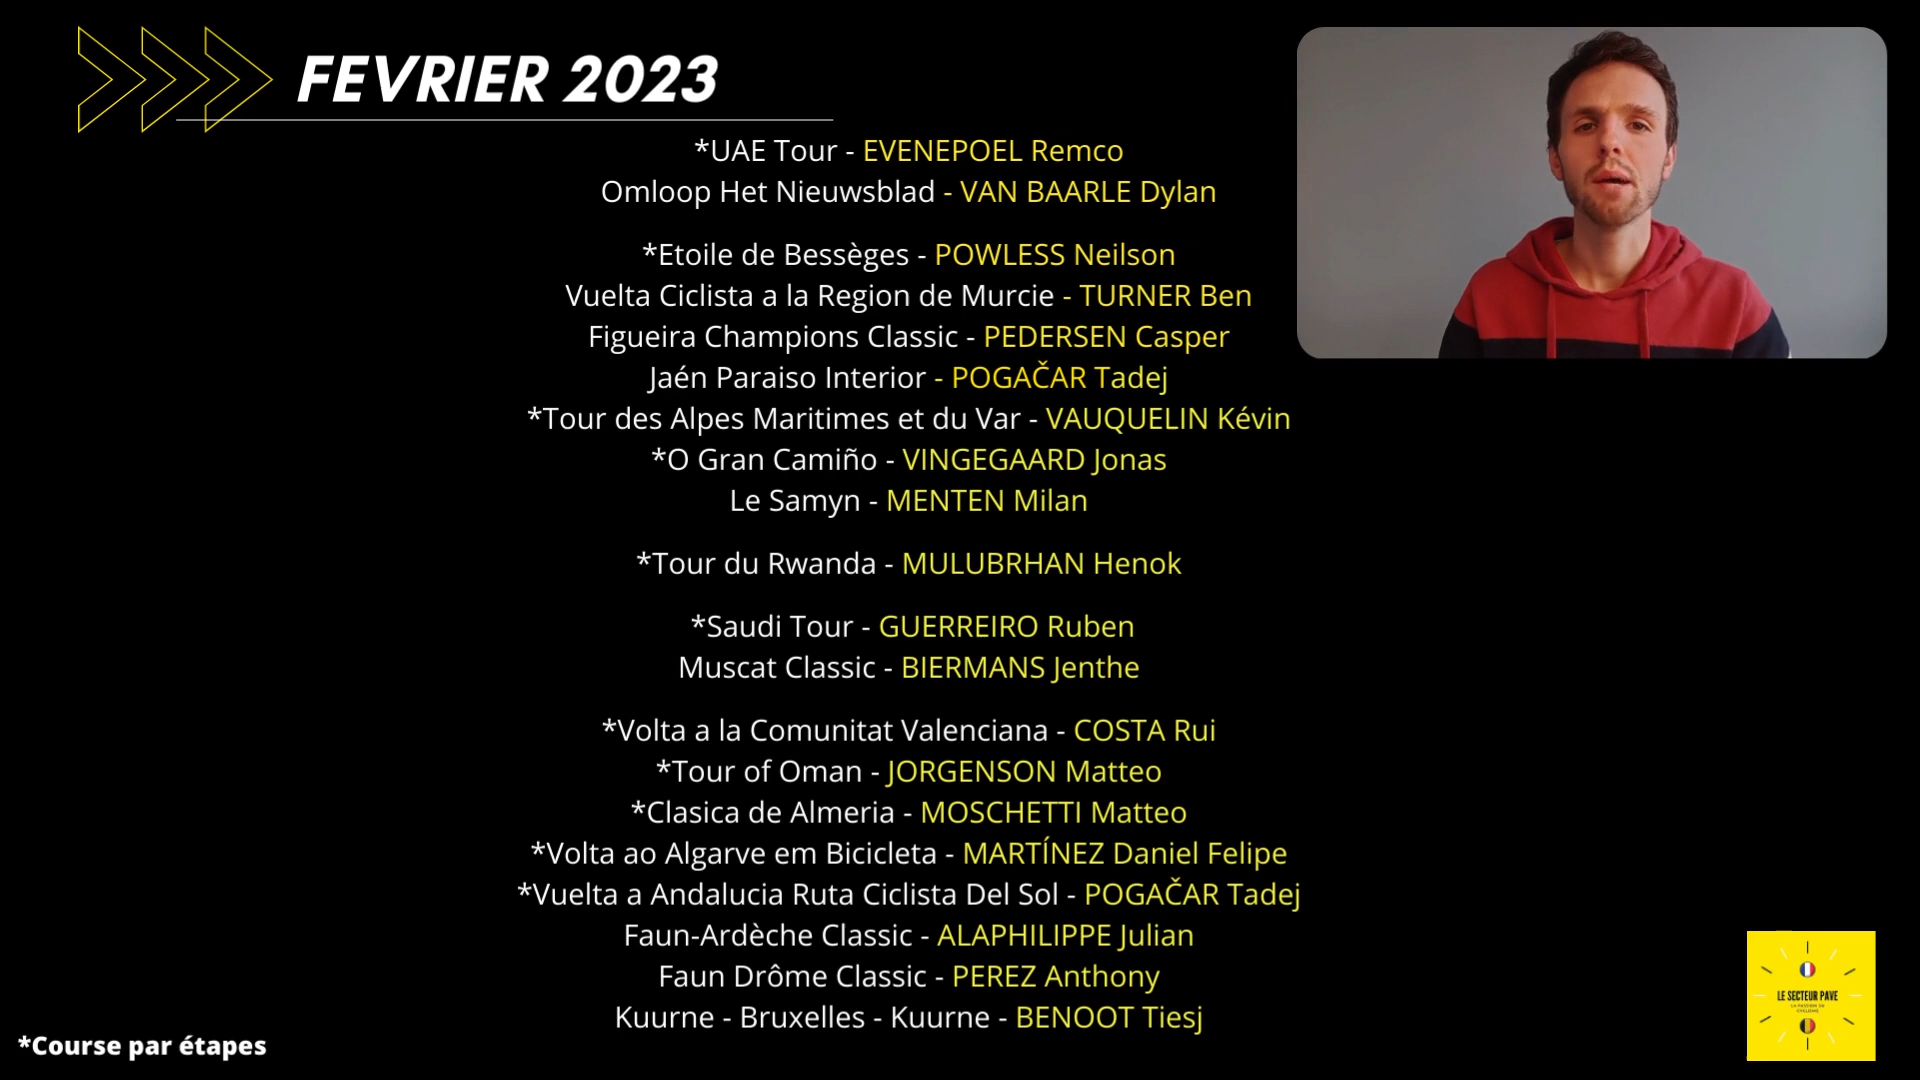 FEVRIER 2023
*UAE Tour - EVENEPOEL Remco
Omloop Het Nieuwsblad - VAN BAARLE Dylan
*Etoile de Bessèges - POWLESS Neilson
Vuelta Ciclista a la Region de Murcie - TURNER Ben
Figueira Champions Classic - PEDERSEN Casper
Jaén Paraiso Interior - POGAČAR Tadej
*Tour des Alpes Maritimes et du Var - VAUQUELIN Kévin
*O Gran Camiño - VINGEGAARD Jonas
Le Samyn - MENTEN Milan
*Tour du Rwanda - MULUBRHAN Henok
*Saudi Tour - GUERREIRO Ruben
Muscat Classic - BIERMANS Jenthe
*Volta a la Comunitat Valenciana - COSTA Rui
*Tour of Oman - JORGENSON Matteo
*Clasica de Almeria - MOSCHETTI Matteo
*Volta ao Algarve em Bicicleta - MARTÍNEZ Daniel Felipe
*Vuelta a Andalucia Ruta Ciclista Del Sol - POGAČAR Tadej
Faun-Ardèche Classic - ALAPHILIPPE Julian
Faun Drôme Classic - PEREZ Anthony
Kuurne - Bruxelles - Kuurne - BENOOT Tiesj
*Course par étapes
LE SECTEUR PAVE
LA PASSION DU
CYCLISME